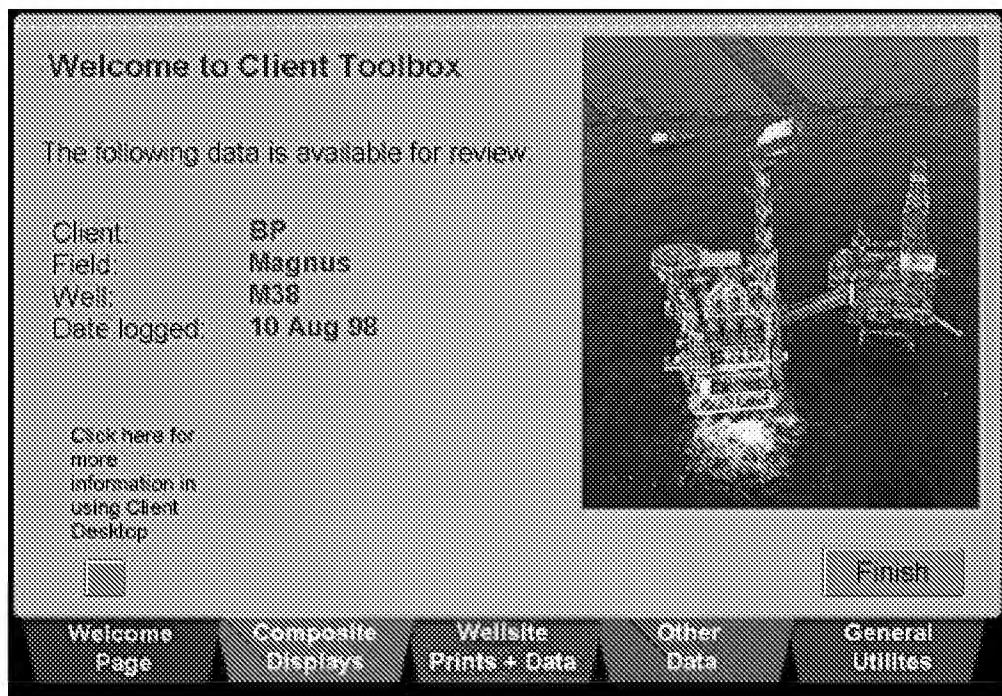 Welcome to Client Toolbox
The following data is available for review
Client: BP
Field: Magnus
Well: M38
Date logged: 10 Aug 98
Click here for
more
information in
using Client
Desktop
Finish
Welcome Page
Composite Displays
Wellsite Prints + Data
Other Data
General Utilites